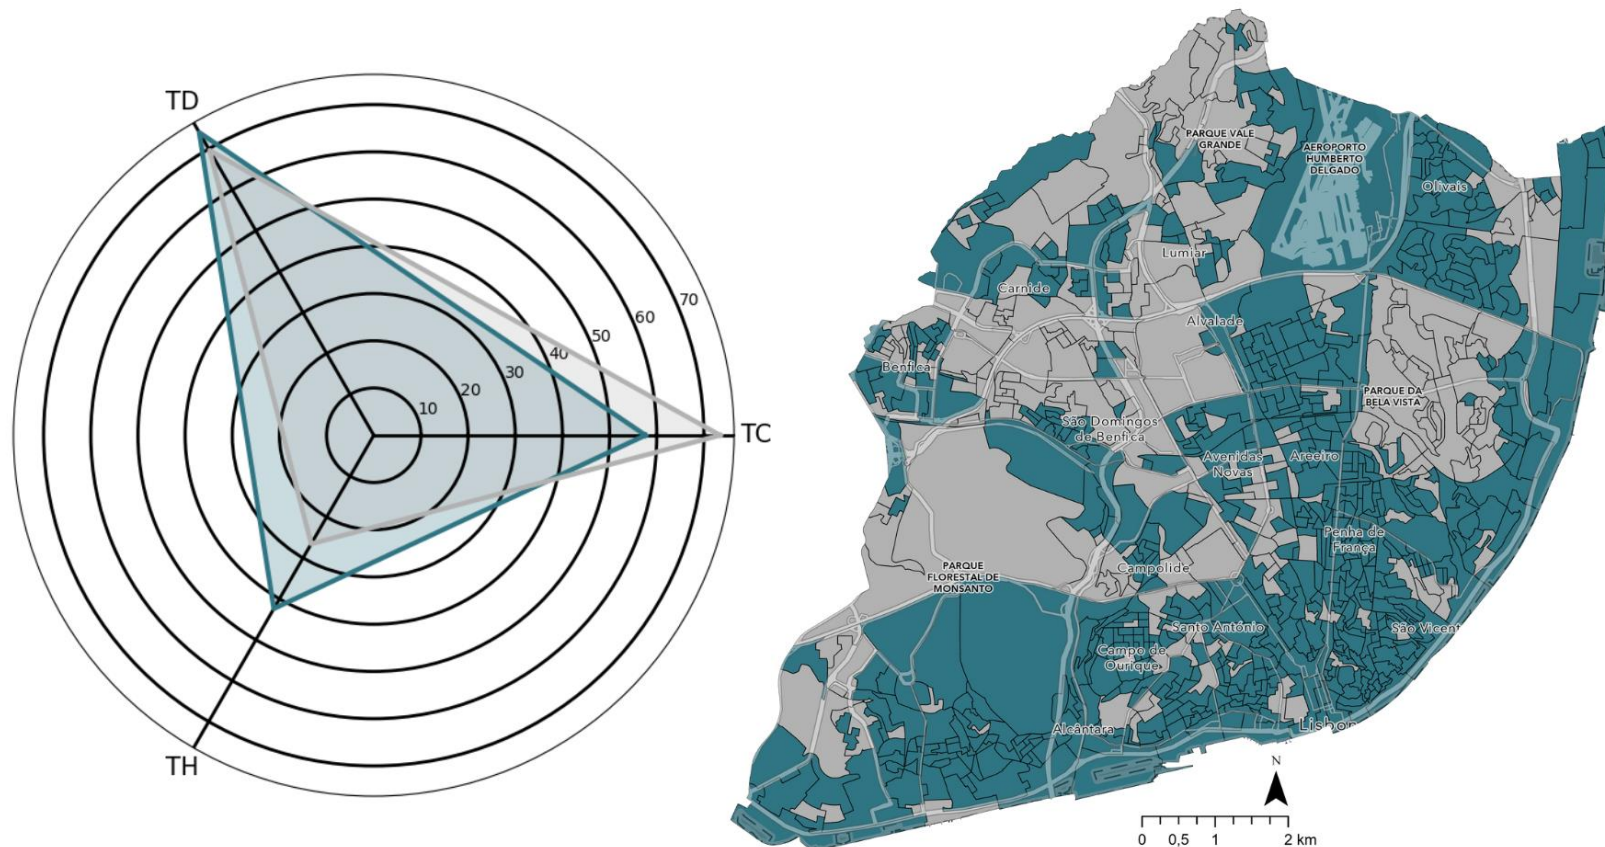 TD
70
60
50
40
30
20
10
TC
TH
PARQUE VALE
GRANDE
AEROPORTO
HUMBERTO
DELGADO
Olivais
Lumiar
Carnide
Alvalade
Benfica
PARQUE DA
BELA VISTA
São Domingos
de Benfica
Avenidas
Novas
Areeiro
Penha de
França
PARQUE
FLORESTAL DE
MONSANTO
Campolide
Santo António
São Vicent
Campo de
Ourique
Alcântara
Lisbon
N
0 0,5 1 2 km